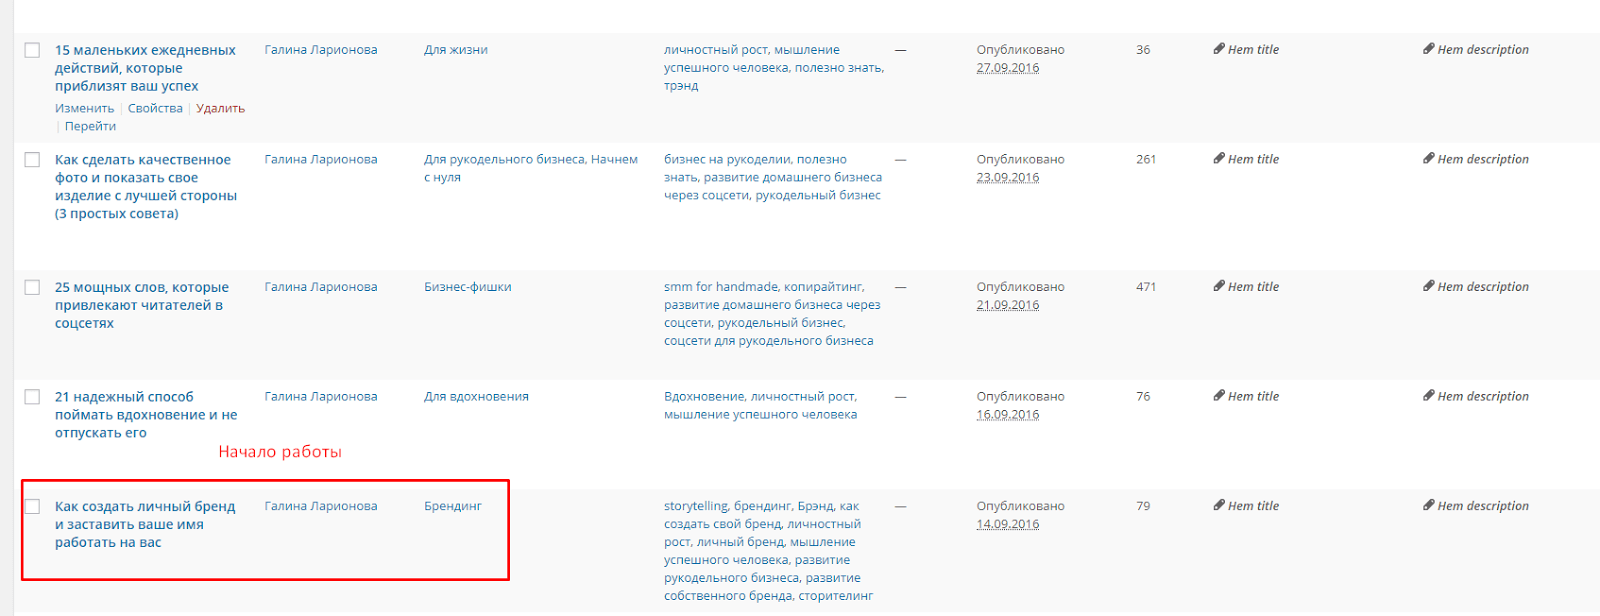 15 маленьких ежедневных действий, которые приблизят ваш успех
Изменить | Свойства | Удалить | Перейти
Галина Ларионова
Для жизни
личностный рост, мышление успешного человека, полезно знать, трэнд
—
Опубликовано
27.09.2016
36
Нет title
Нет description
Как сделать качественное фото и показать свое изделие с лучшей стороны (3 простых совета)
Галина Ларионова
Для рукодельного бизнеса, Начнем с нуля
бизнес на рукоделии, полезно знать, развитие домашнего бизнеса через соцсети, рукодельный бизнес
—
Опубликовано
23.09.2016
261
Нет title
Нет description
25 мощных слов, которые привлекают читателей в соцсетях
Галина Ларионова
Бизнес-фишки
smm for handmade, копирайтинг, развитие домашнего бизнеса через соцсети, рукодельный бизнес, соцсети для рукодельного бизнеса
—
Опубликовано
21.09.2016
471
Нет title
Нет description
21 надежный способ поймать вдохновение и не отпускать его
Галина Ларионова
Для вдохновения
Вдохновение, личностный рост, мышление успешного человека
—
Опубликовано
16.09.2016
76
Нет title
Нет description
Начало работы
Как создать личный бренд и заставить ваше имя работать на вас
Галина Ларионова
Брендинг
storytelling, брендинг, Брэнд, как создать свой бренд, личностный рост, личный бренд, мышление успешного человека, развитие рукодельного бизнеса, развитие собственного бренда, сторителинг
—
Опубликовано
14.09.2016
79
Нет title
Нет description